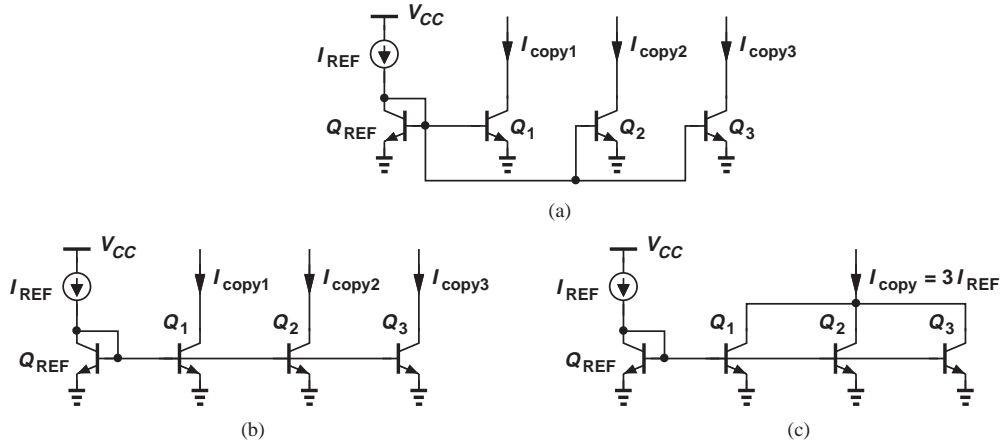 V_CC
I_REF
I_copy1
I_copy2
I_copy3
Q_REF
Q_1
Q_2
Q_3
(a)
V_CC
I_REF
I_copy1
I_copy2
I_copy3
Q_1
Q_2
Q_3
Q_REF
(b)
V_CC
I_REF
I_copy = 3 I_REF
Q_1
Q_2
Q_3
Q_REF
(c)